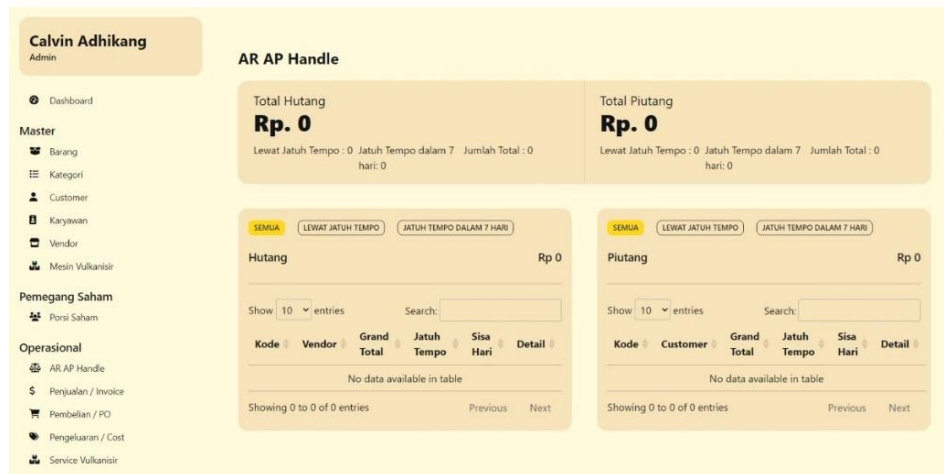 Calvin Adhikang
Admin
Dashboard
Master
Barang
Kategori
Customer
Karyawan
Vendor
Mesin Vulkanisir
Pemegang Saham
Porsi Saham
Operasional
AR AP Handle
Penjualan / Invoice
Pembelian / PO
Pengeluaran / Cost
Service Vulkanisir
AR AP Handle
Total Hutang
Rp. 0
Lewat Jatuh Tempo : 0 Jatuh Tempo dalam 7 hari: 0 Jumlah Total : 0
Total Piutang
Rp. 0
Lewat Jatuh Tempo : 0 Jatuh Tempo dalam 7 hari: 0 Jumlah Total : 0
SEMUA LEWAT JATUH TEMPO JATUH TEMPO DALAM 7 HARI
Hutang Rp 0
Show 10 entries Search:
Kode Vendor Grand Total Jatuh Tempo Sisa Hari Detail
No data available in table
Showing 0 to 0 of 0 entries Previous Next
SEMUA LEWAT JATUH TEMPO JATUH TEMPO DALAM 7 HARI
Piutang Rp 0
Show 10 entries Search:
Kode Customer Grand Total Jatuh Tempo Sisa Hari Detail
No data available in table
Showing 0 to 0 of 0 entries Previous Next